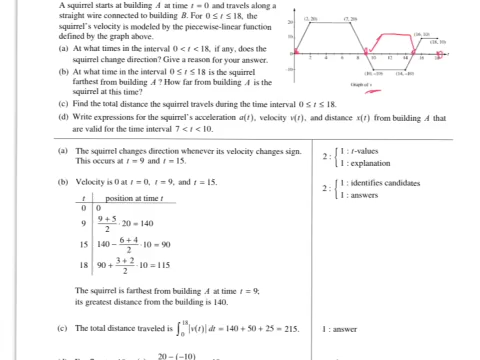 A squirrel starts at building A at time t = 0 and travels along a
straight wire connected to building B. For 0 ≤ t ≤ 18, the
squirrel's velocity is modeled by the piecewise-linear function
defined by the graph above.
(a) At what times in the interval 0 < t < 18, if any, does the
squirrel change direction? Give a reason for your answer.
(b) At what time in the interval 0 ≤ t ≤ 18 is the squirrel
farthest from building A ? How far from building A is the
squirrel at this time?
(2, 20)
(7, 20)
(16, 10)
(18, 10)
(10, −10)
(14, −10)
Graph of v
(c) Find the total distance the squirrel travels during the time interval 0 ≤ t ≤ 18.
(d) Write expressions for the squirrel's acceleration a(t), velocity v(t), and distance x(t) from building A that
are valid for the time interval 7 < t < 10.
(a) The squirrel changes direction whenever its velocity changes sign.
This occurs at t = 9 and t = 15.
2 : { 1 : t-values
1 : explanation
(b) Velocity is 0 at t = 0, t = 9, and t = 15.
2 : { 1 : identifies candidates
1 : answers
t position at time t
0 0
9 (9 + 5)/2 · 20 = 140
15 140 − (6 + 4)/2 · 10 = 90
18 90 + (3 + 2)/2 · 10 = 115
The squirrel is farthest from building A at time t = 9;
its greatest distance from the building is 140.
(c) The total distance traveled is ∫₀¹⁸ |v(t)| dt = 140 + 50 + 25 = 215.
1 : answer
20 − (−10)